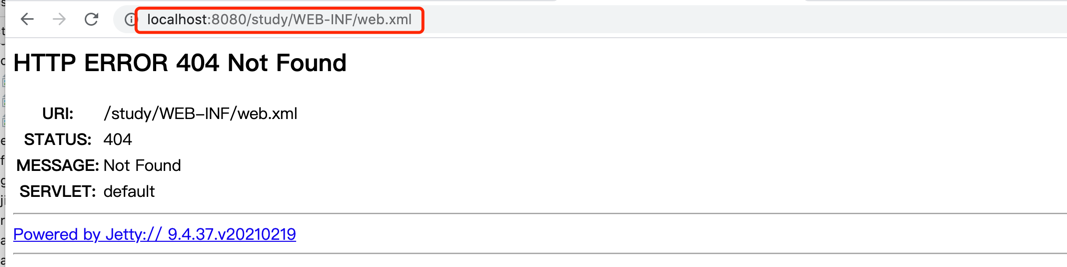 localhost:8080/study/WEB-INF/web.xml
HTTP ERROR 404 Not Found
URI: /study/WEB-INF/web.xml
STATUS: 404
MESSAGE: Not Found
SERVLET: default
Powered by Jetty:// 9.4.37.v20210219